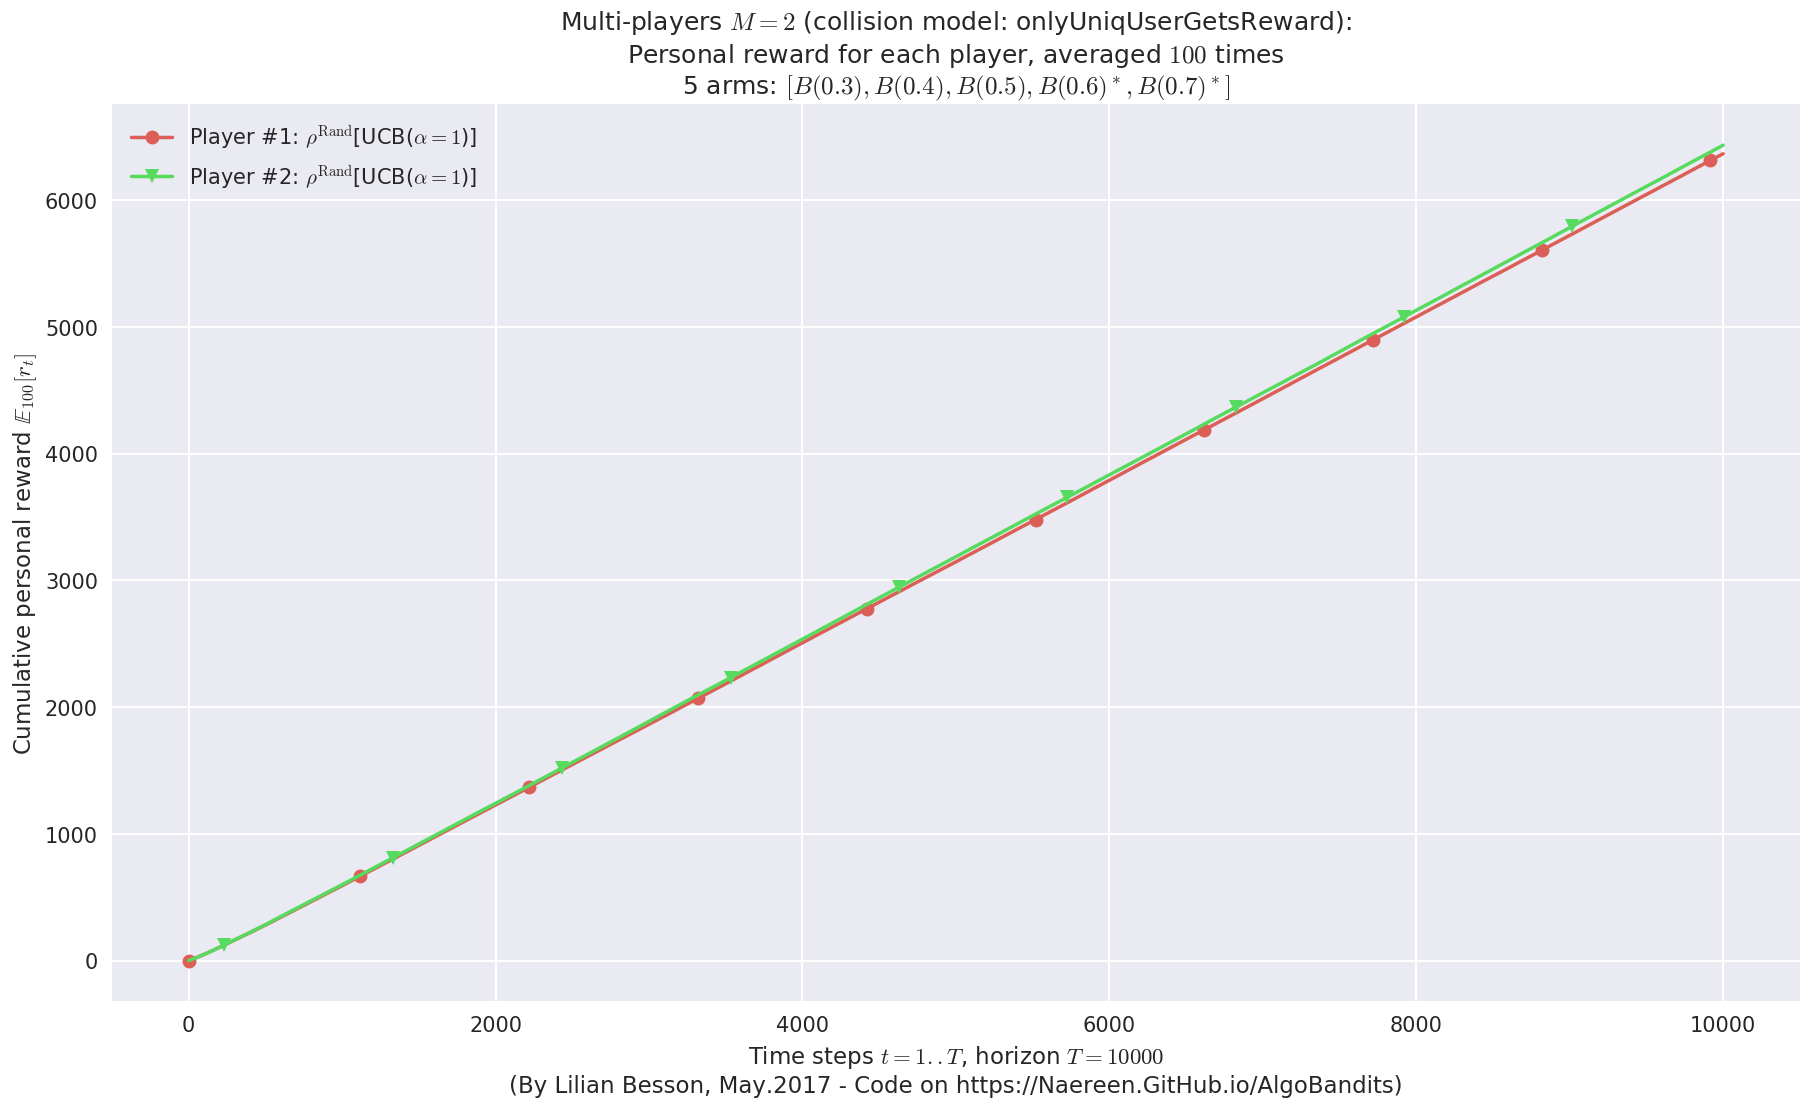 Multi-players M = 2 (collision model: onlyUniqUserGetsReward):
Personal reward for each player, averaged 100 times
5 arms: [B(0.3), B(0.4), B(0.5), B(0.6)*, B(0.7)*]
Player #1: ρ^Rand[UCB(α = 1)]
Player #2: ρ^Rand[UCB(α = 1)]
Cumulative personal reward 𝔼₁₀₀[r_t]
6000
5000
4000
3000
2000
1000
0
0 2000 4000 6000 8000 10000
Time steps t = 1..T, horizon T = 10000
(By Lilian Besson, May.2017 - Code on https://Naereen.GitHub.io/AlgoBandits)